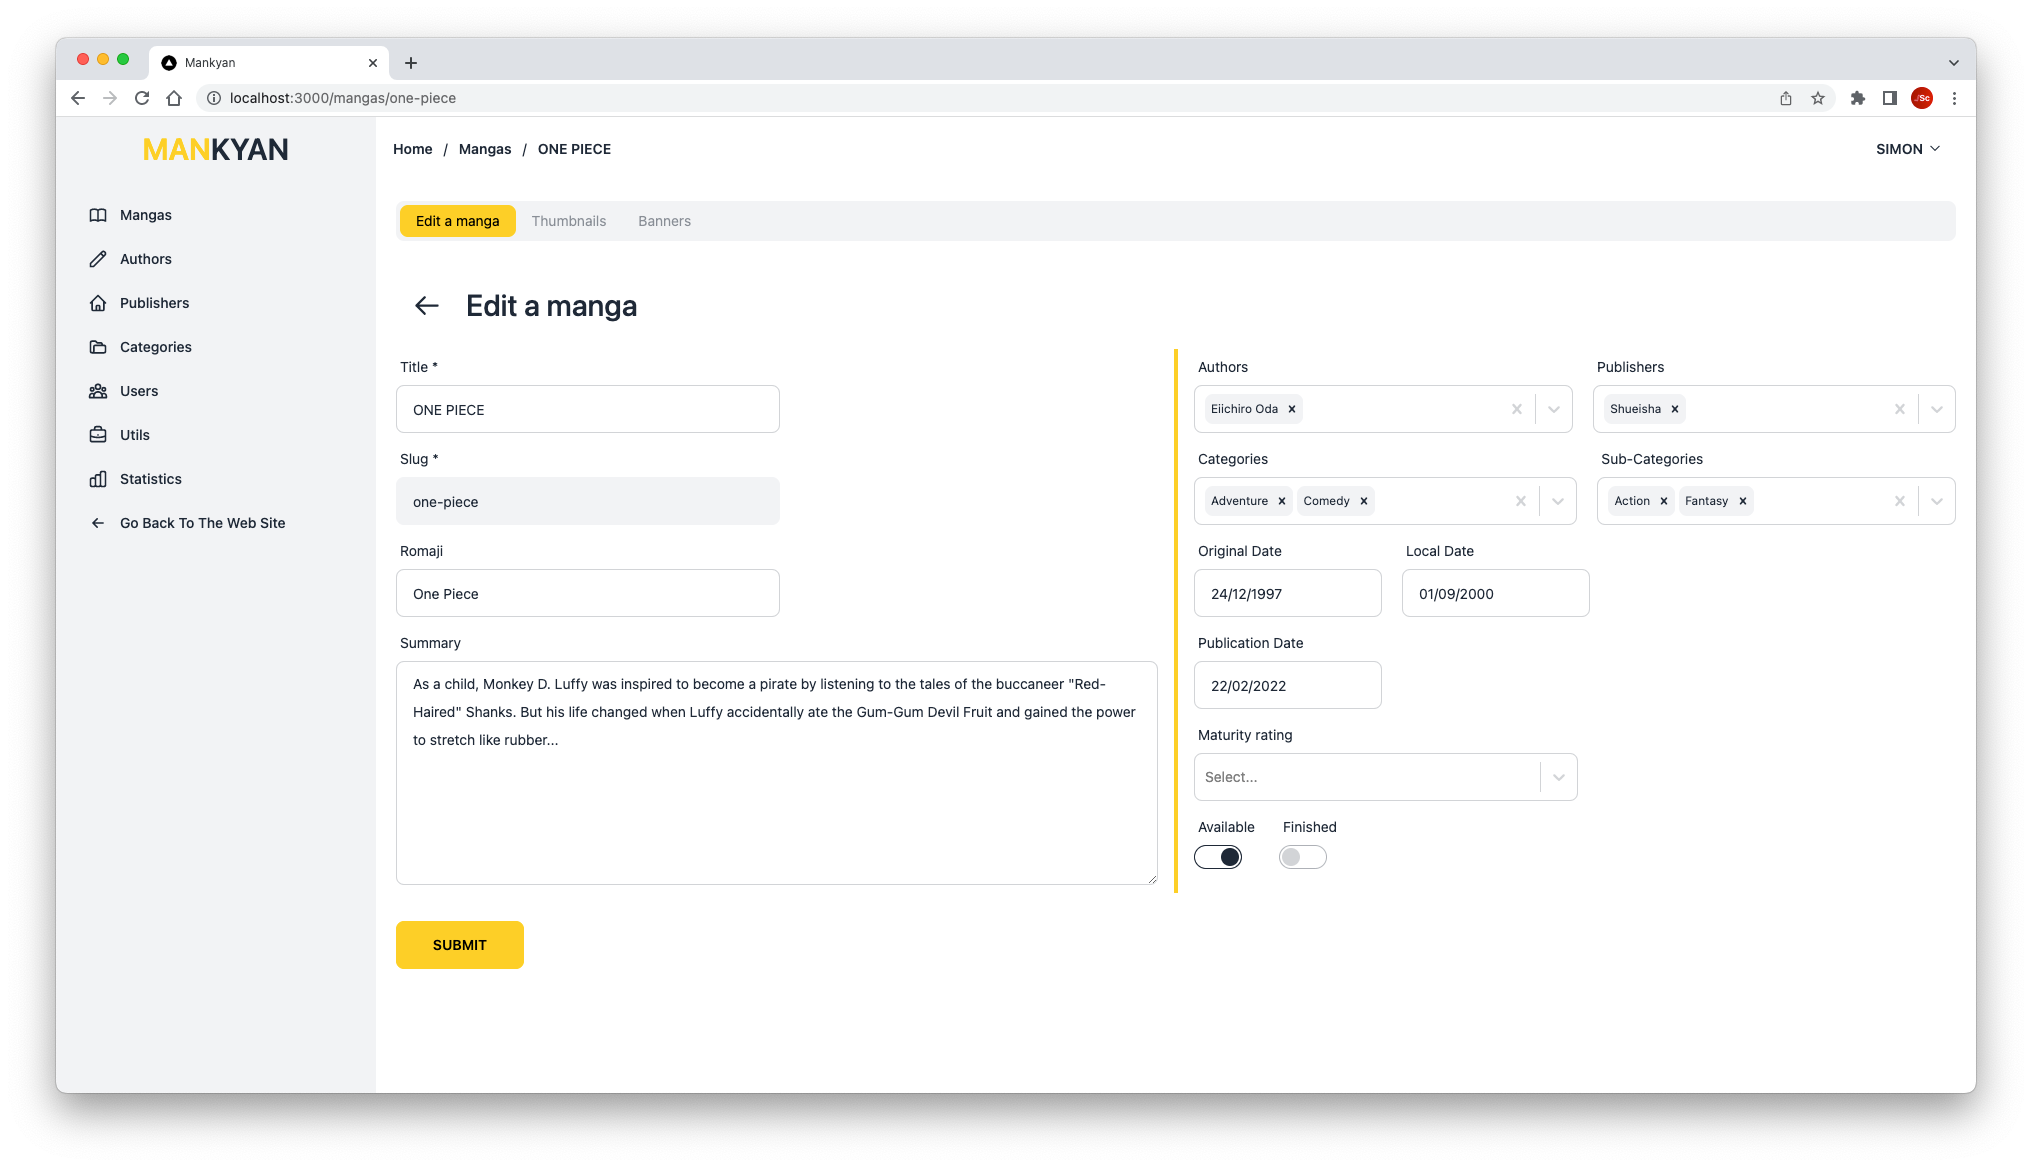 Mankyan
localhost:3000/mangas/one-piece
MANKYAN
Home / Mangas / ONE PIECE
SIMON
Mangas
Authors
Publishers
Categories
Users
Utils
Statistics
Go Back To The Web Site
Edit a manga
Thumbnails
Banners
Edit a manga
Title *
ONE PIECE
Slug *
one-piece
Romaji
One Piece
Summary
As a child, Monkey D. Luffy was inspired to become a pirate by listening to the tales of the buccaneer "Red-
Haired" Shanks. But his life changed when Luffy accidentally ate the Gum-Gum Devil Fruit and gained the power
to stretch like rubber...
SUBMIT
Authors
Eiichiro Oda
Publishers
Shueisha
Categories
Adventure
Comedy
Sub-Categories
Action
Fantasy
Original Date
24/12/1997
Local Date
01/09/2000
Publication Date
22/02/2022
Maturity rating
Select...
Available
Finished